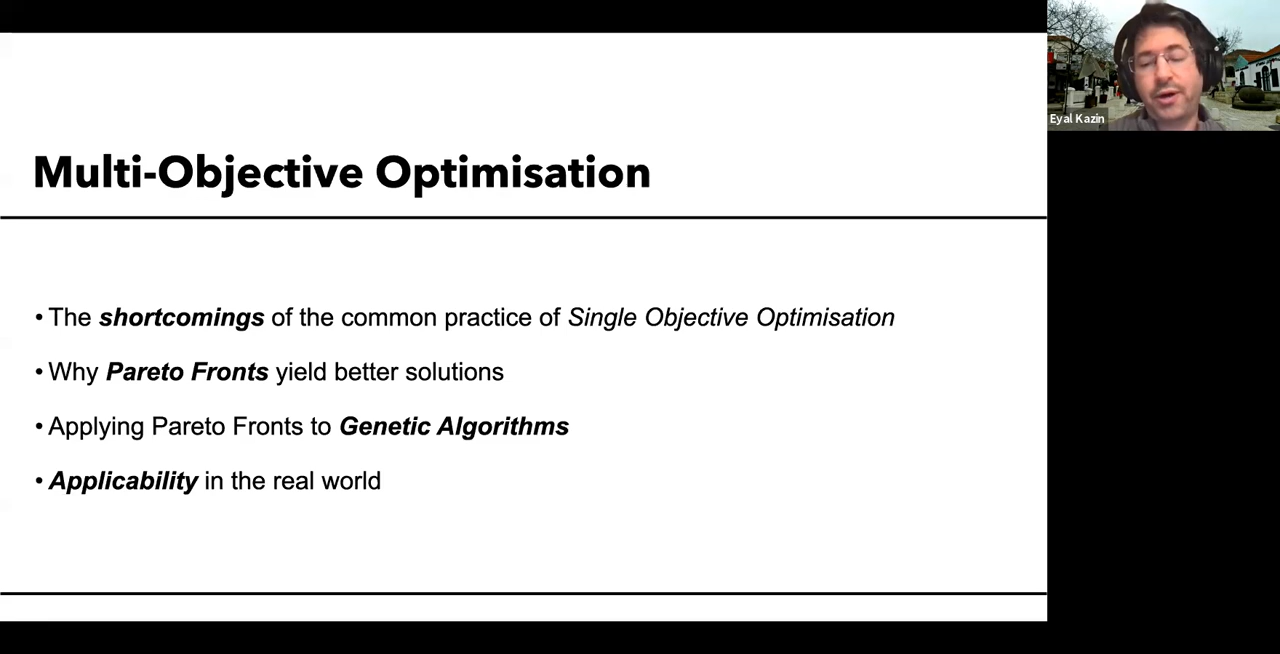 Multi-Objective Optimisation
• The shortcomings of the common practice of Single Objective Optimisation
• Why Pareto Fronts yield better solutions
• Applying Pareto Fronts to Genetic Algorithms
• Applicability in the real world
Eyal Kazin